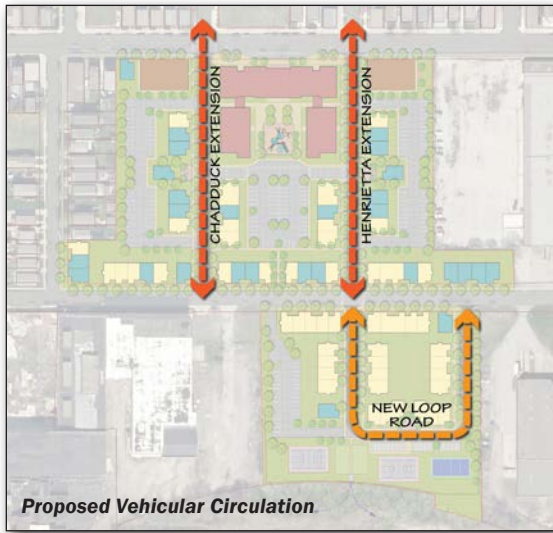 CHADDUCK EXTENSION
HENRIETTA EXTENSION
NEW LOOP
ROAD
Proposed Vehicular Circulation